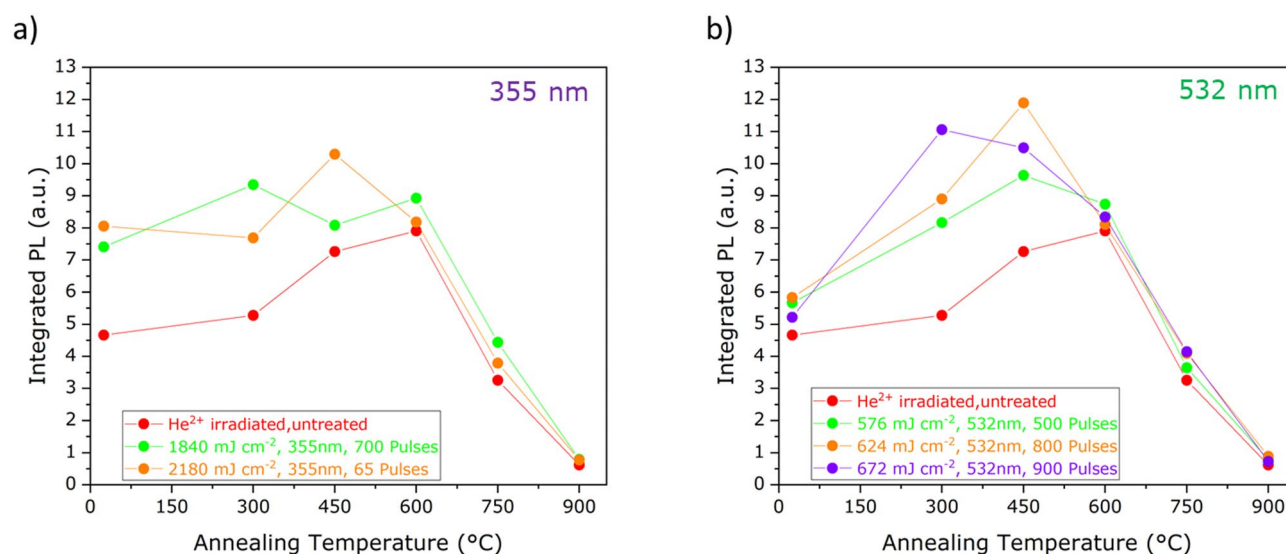 a)
355 nm
Integrated PL (a.u.)
13
12
11
10
9
8
7
6
5
4
3
2
1
0
He²⁺ irradiated,untreated
1840 mJ cm⁻², 355nm, 700 Pulses
2180 mJ cm⁻², 355nm, 65 Pulses
0 150 300 450 600 750 900
Annealing Temperature (°C)
b)
532 nm
Integrated PL (a.u.)
13
12
11
10
9
8
7
6
5
4
3
2
1
0
He²⁺ irradiated,untreated
576 mJ cm⁻², 532nm, 500 Pulses
624 mJ cm⁻², 532nm, 800 Pulses
672 mJ cm⁻², 532nm, 900 Pulses
0 150 300 450 600 750 900
Annealing Temperature (°C)